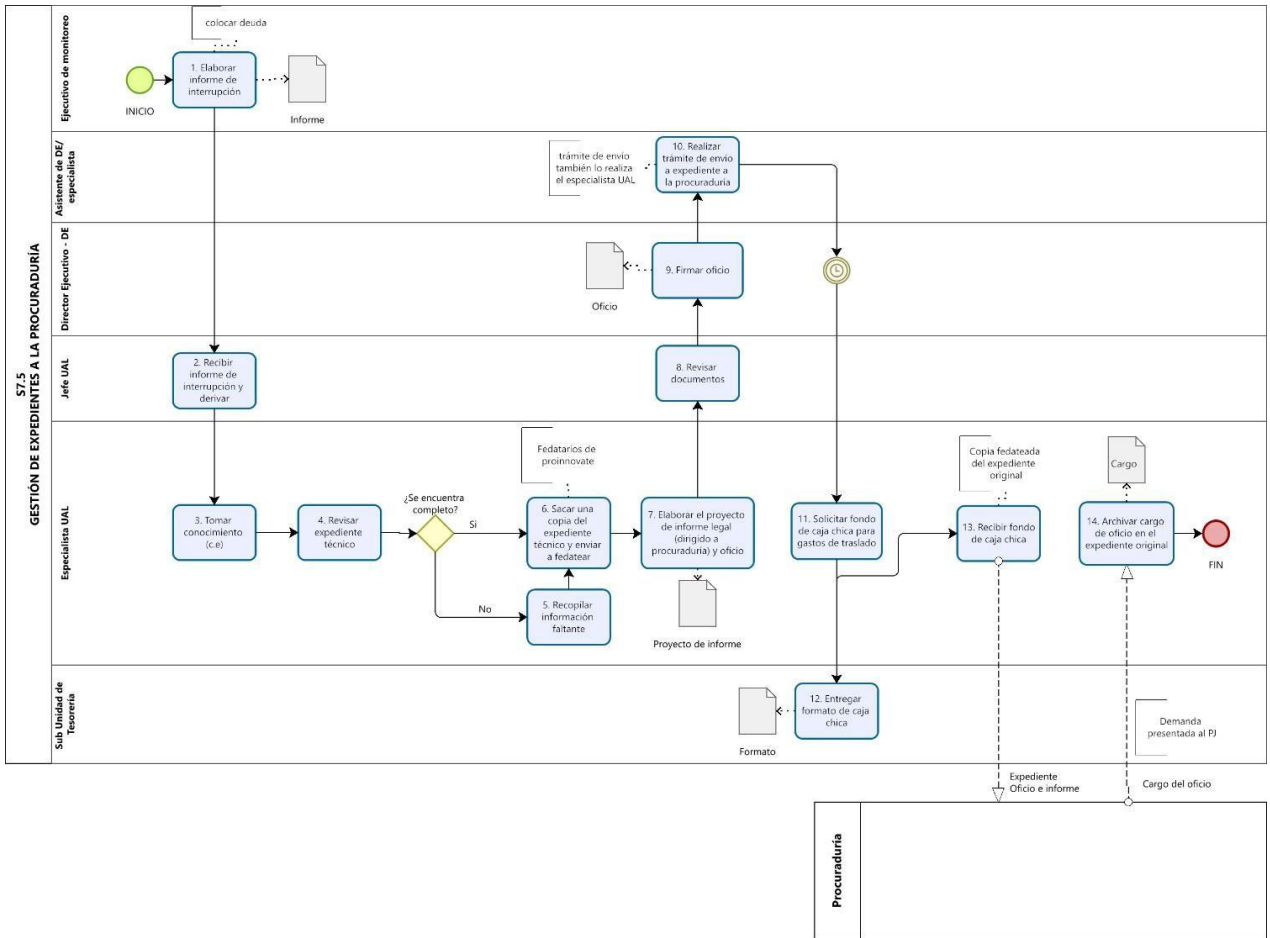 S7.5
GESTIÓN DE EXPEDIENTES A LA PROCURADURÍA
Ejecutivo de monitoreo
colocar deuda
INICIO
1. Elaborar
informe de
interrupción
Informe
Asistente de DE/
especialista
trámite de envío
también lo realiza
el especialista UAL
10. Realizar
trámite de envío
a expediente a
la procuraduría
Director Ejecutivo - DE
Oficio
9. Firmar oficio
Jefe UAL
2. Recibir
informe de
interrupción y
derivar
8. Revisar
documentos
Especialista UAL
3. Tomar
conocimiento
(c.e)
4. Revisar
expediente
técnico
¿Se encuentra
completo?
Si
No
Fedatarios de
proinnovate
6. Sacar una
copia del
expediente
técnico y enviar
a fedatear
5. Recopilar
información
faltante
7. Elaborar el proyecto
de informe legal
(dirigido a
procuraduría) y oficio
Proyecto de informe
11. Solicitar fondo
de caja chica para
gastos de traslado
Copia fedateada
del expediente
original
13. Recibir fondo
de caja chica
Cargo
14. Archivar cargo
de oficio en el
expediente original
FIN
Sub Unidad de
Tesorería
Formato
12. Entregar
formato de caja
chica
Demanda
presentada al PJ
Expediente
Oficio e informe
Cargo del oficio
Procuraduría